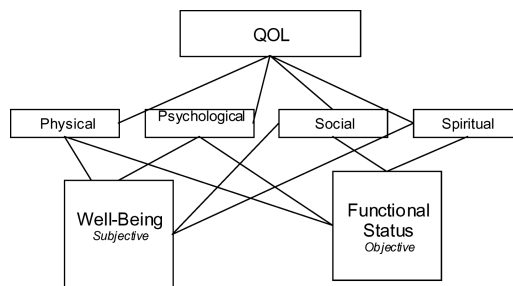 QOL
Physical
Psychological
Social
Spiritual
Well-Being
Subjective
Functional
Status
Objective